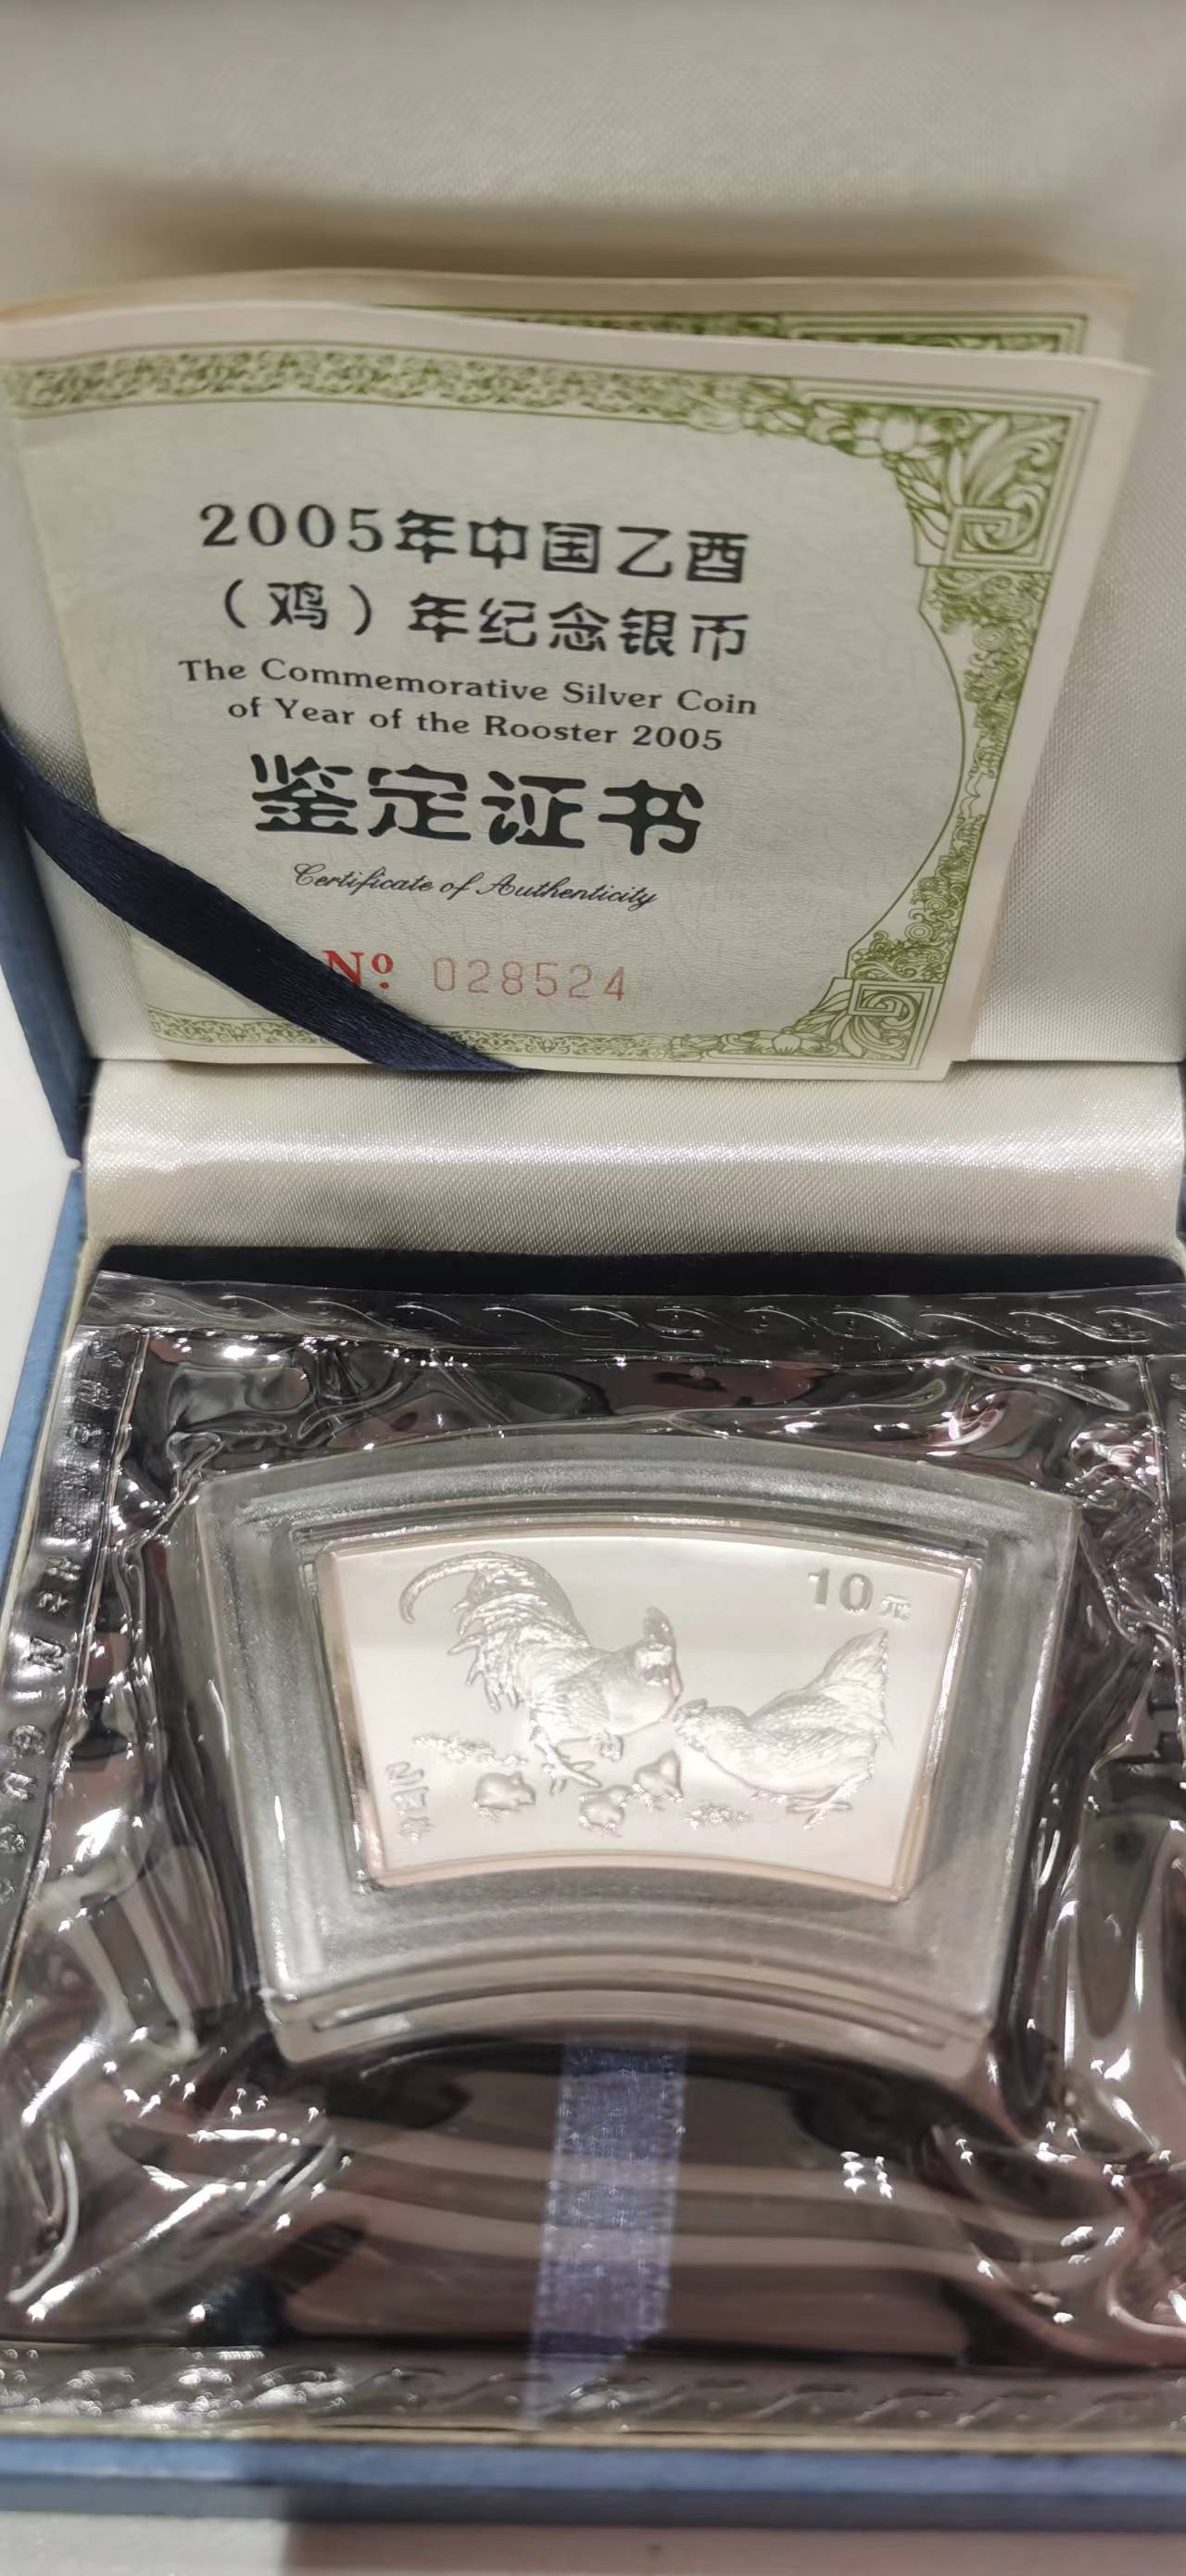 2005年中国乙酉
（鸡）年纪念银币
The Commemorative Silver Coin
of Year of the Rooster 2005
鉴定证书
Certificate of Authenticity
Nº 028524
10元